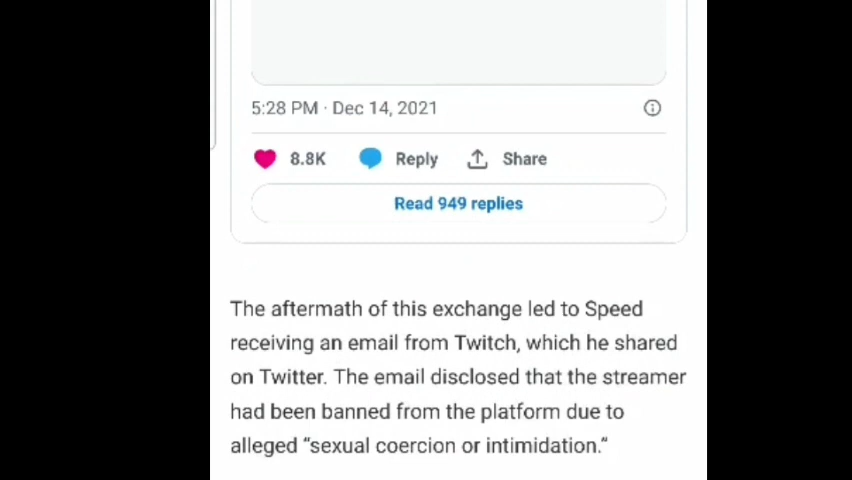 5:28 PM · Dec 14, 2021
8.8K Reply Share
Read 949 replies
The aftermath of this exchange led to Speed
receiving an email from Twitch, which he shared
on Twitter. The email disclosed that the streamer
had been banned from the platform due to
alleged “sexual coercion or intimidation.”